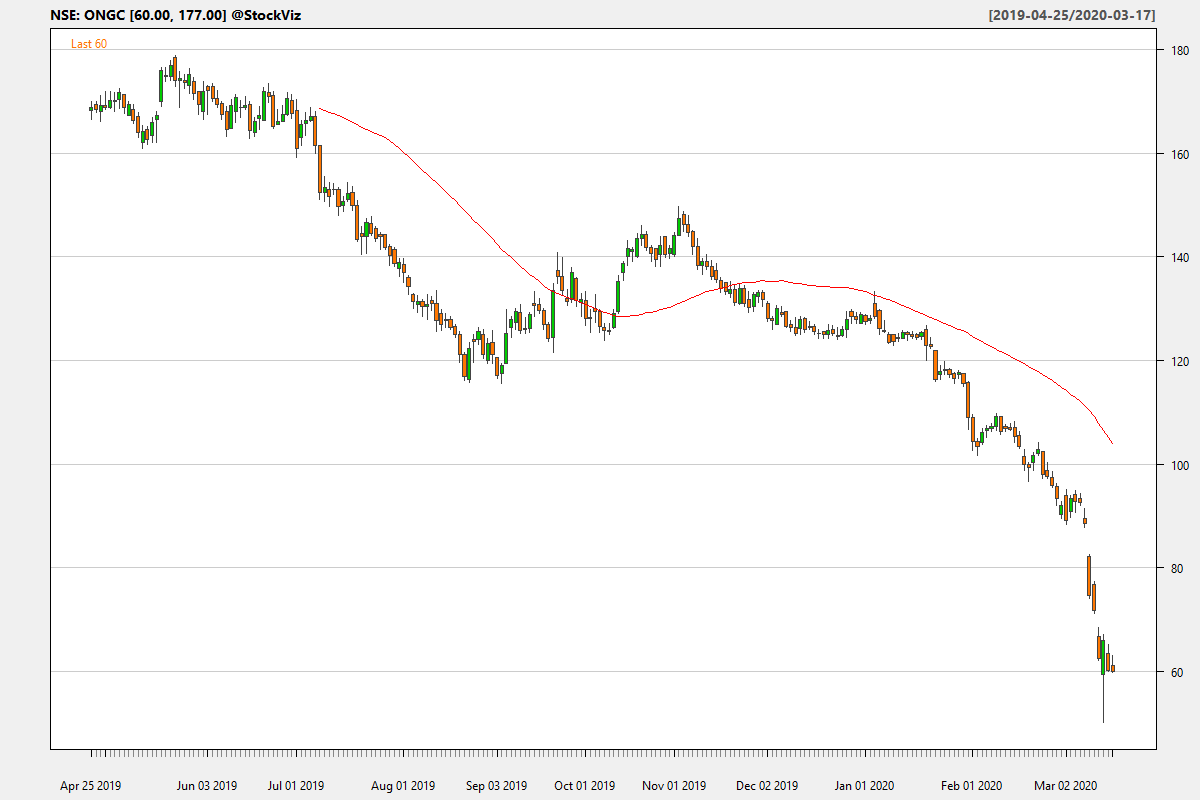 NSE: ONGC [60.00, 177.00] @StockViz [2019-04-25/2020-03-17]
Last 60
180
160
140
120
100
80
60
Apr 25 2019 Jun 03 2019 Jul 01 2019 Aug 01 2019 Sep 03 2019 Oct 01 2019 Nov 01 2019 Dec 02 2019 Jan 01 2020 Feb 01 2020 Mar 02 2020